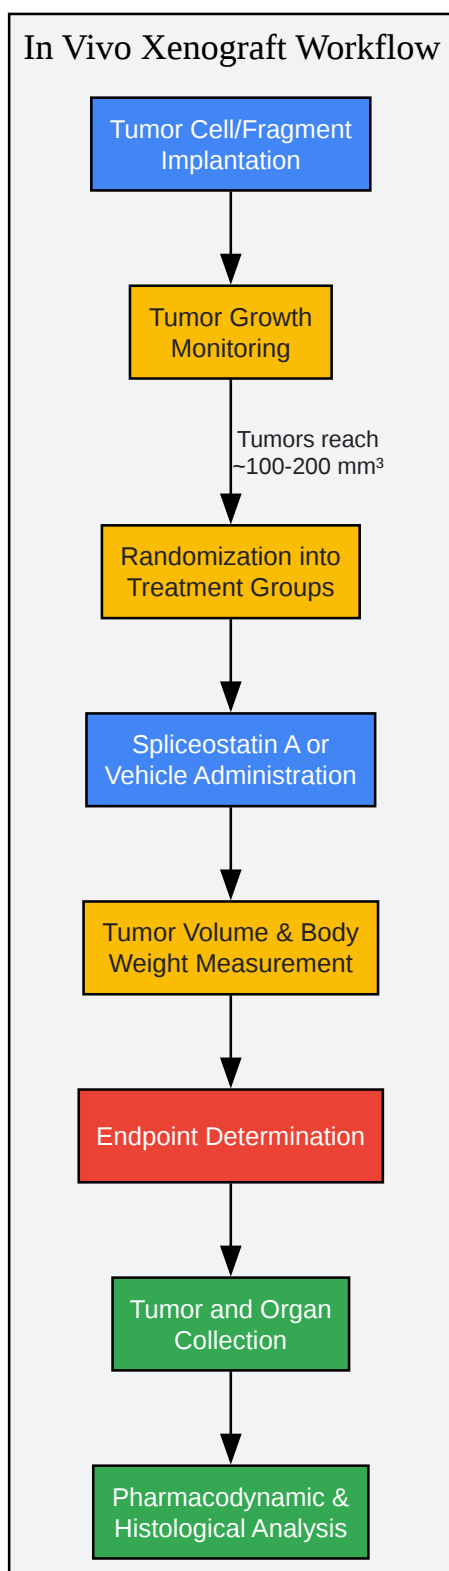 In Vivo Xenograft Workflow
Tumor Cell/Fragment
Implantation
Tumor Growth
Monitoring
Tumors reach
~100-200 mm³
Randomization into
Treatment Groups
Spliceostatin A or
Vehicle Administration
Tumor Volume & Body
Weight Measurement
Endpoint Determination
Tumor and Organ
Collection
Pharmacodynamic &
Histological Analysis